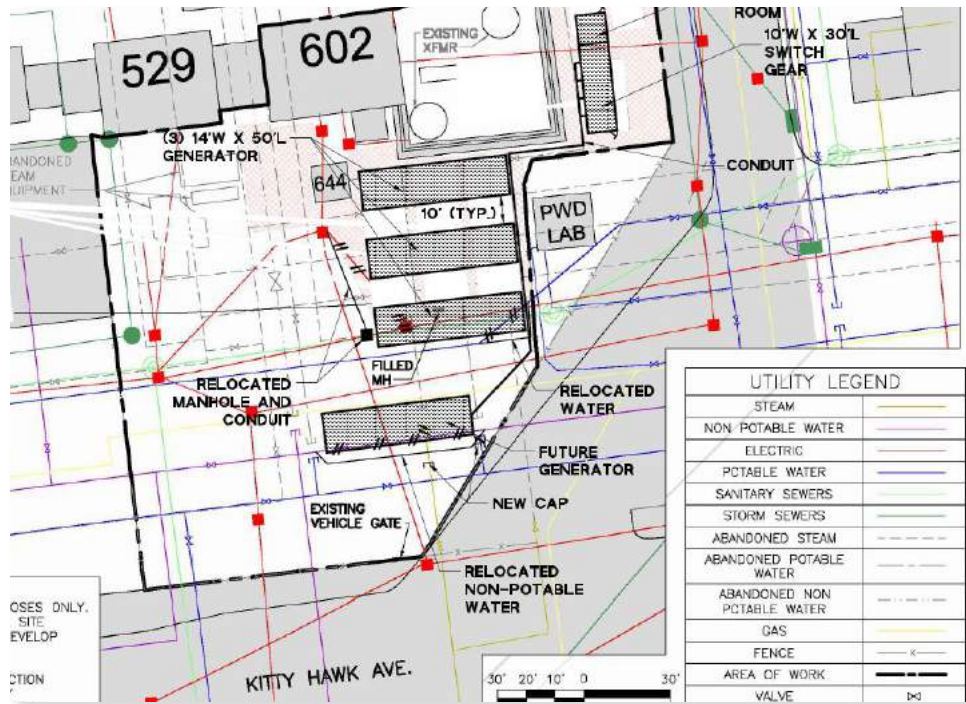 EXISTING
XFMR
ROOM
10'W X 30'L
SWITCH
GEAR
529
602
(3) 14'W X 50'L
GENERATOR
EQUIPMENT
644
10' (TYP.)
CONDUIT
PWD
LAB
RELOCATED
MANHOLE AND
CONDUIT
FILLED
MH
RELOCATED
WATER
FUTURE
GENERATOR
NEW CAP
EXISTING
VEHICLE GATE
RELOCATED
NON-POTABLE
WATER
OSES ONLY.
SITE
EVELOP
CTION
KITTY HAWK AVE.
30' 20' 10' 0 30'
UTILITY LEGEND
STEAM
NON POTABLE WATER
ELECTRIC
POTABLE WATER
SANITARY SEWERS
STORM SEWERS
ABANDONED STEAM
ABANDONED POTABLE
WATER
ABANDONED NON
POTABLE WATER
GAS
FENCE
AREA OF WORK
VALVE